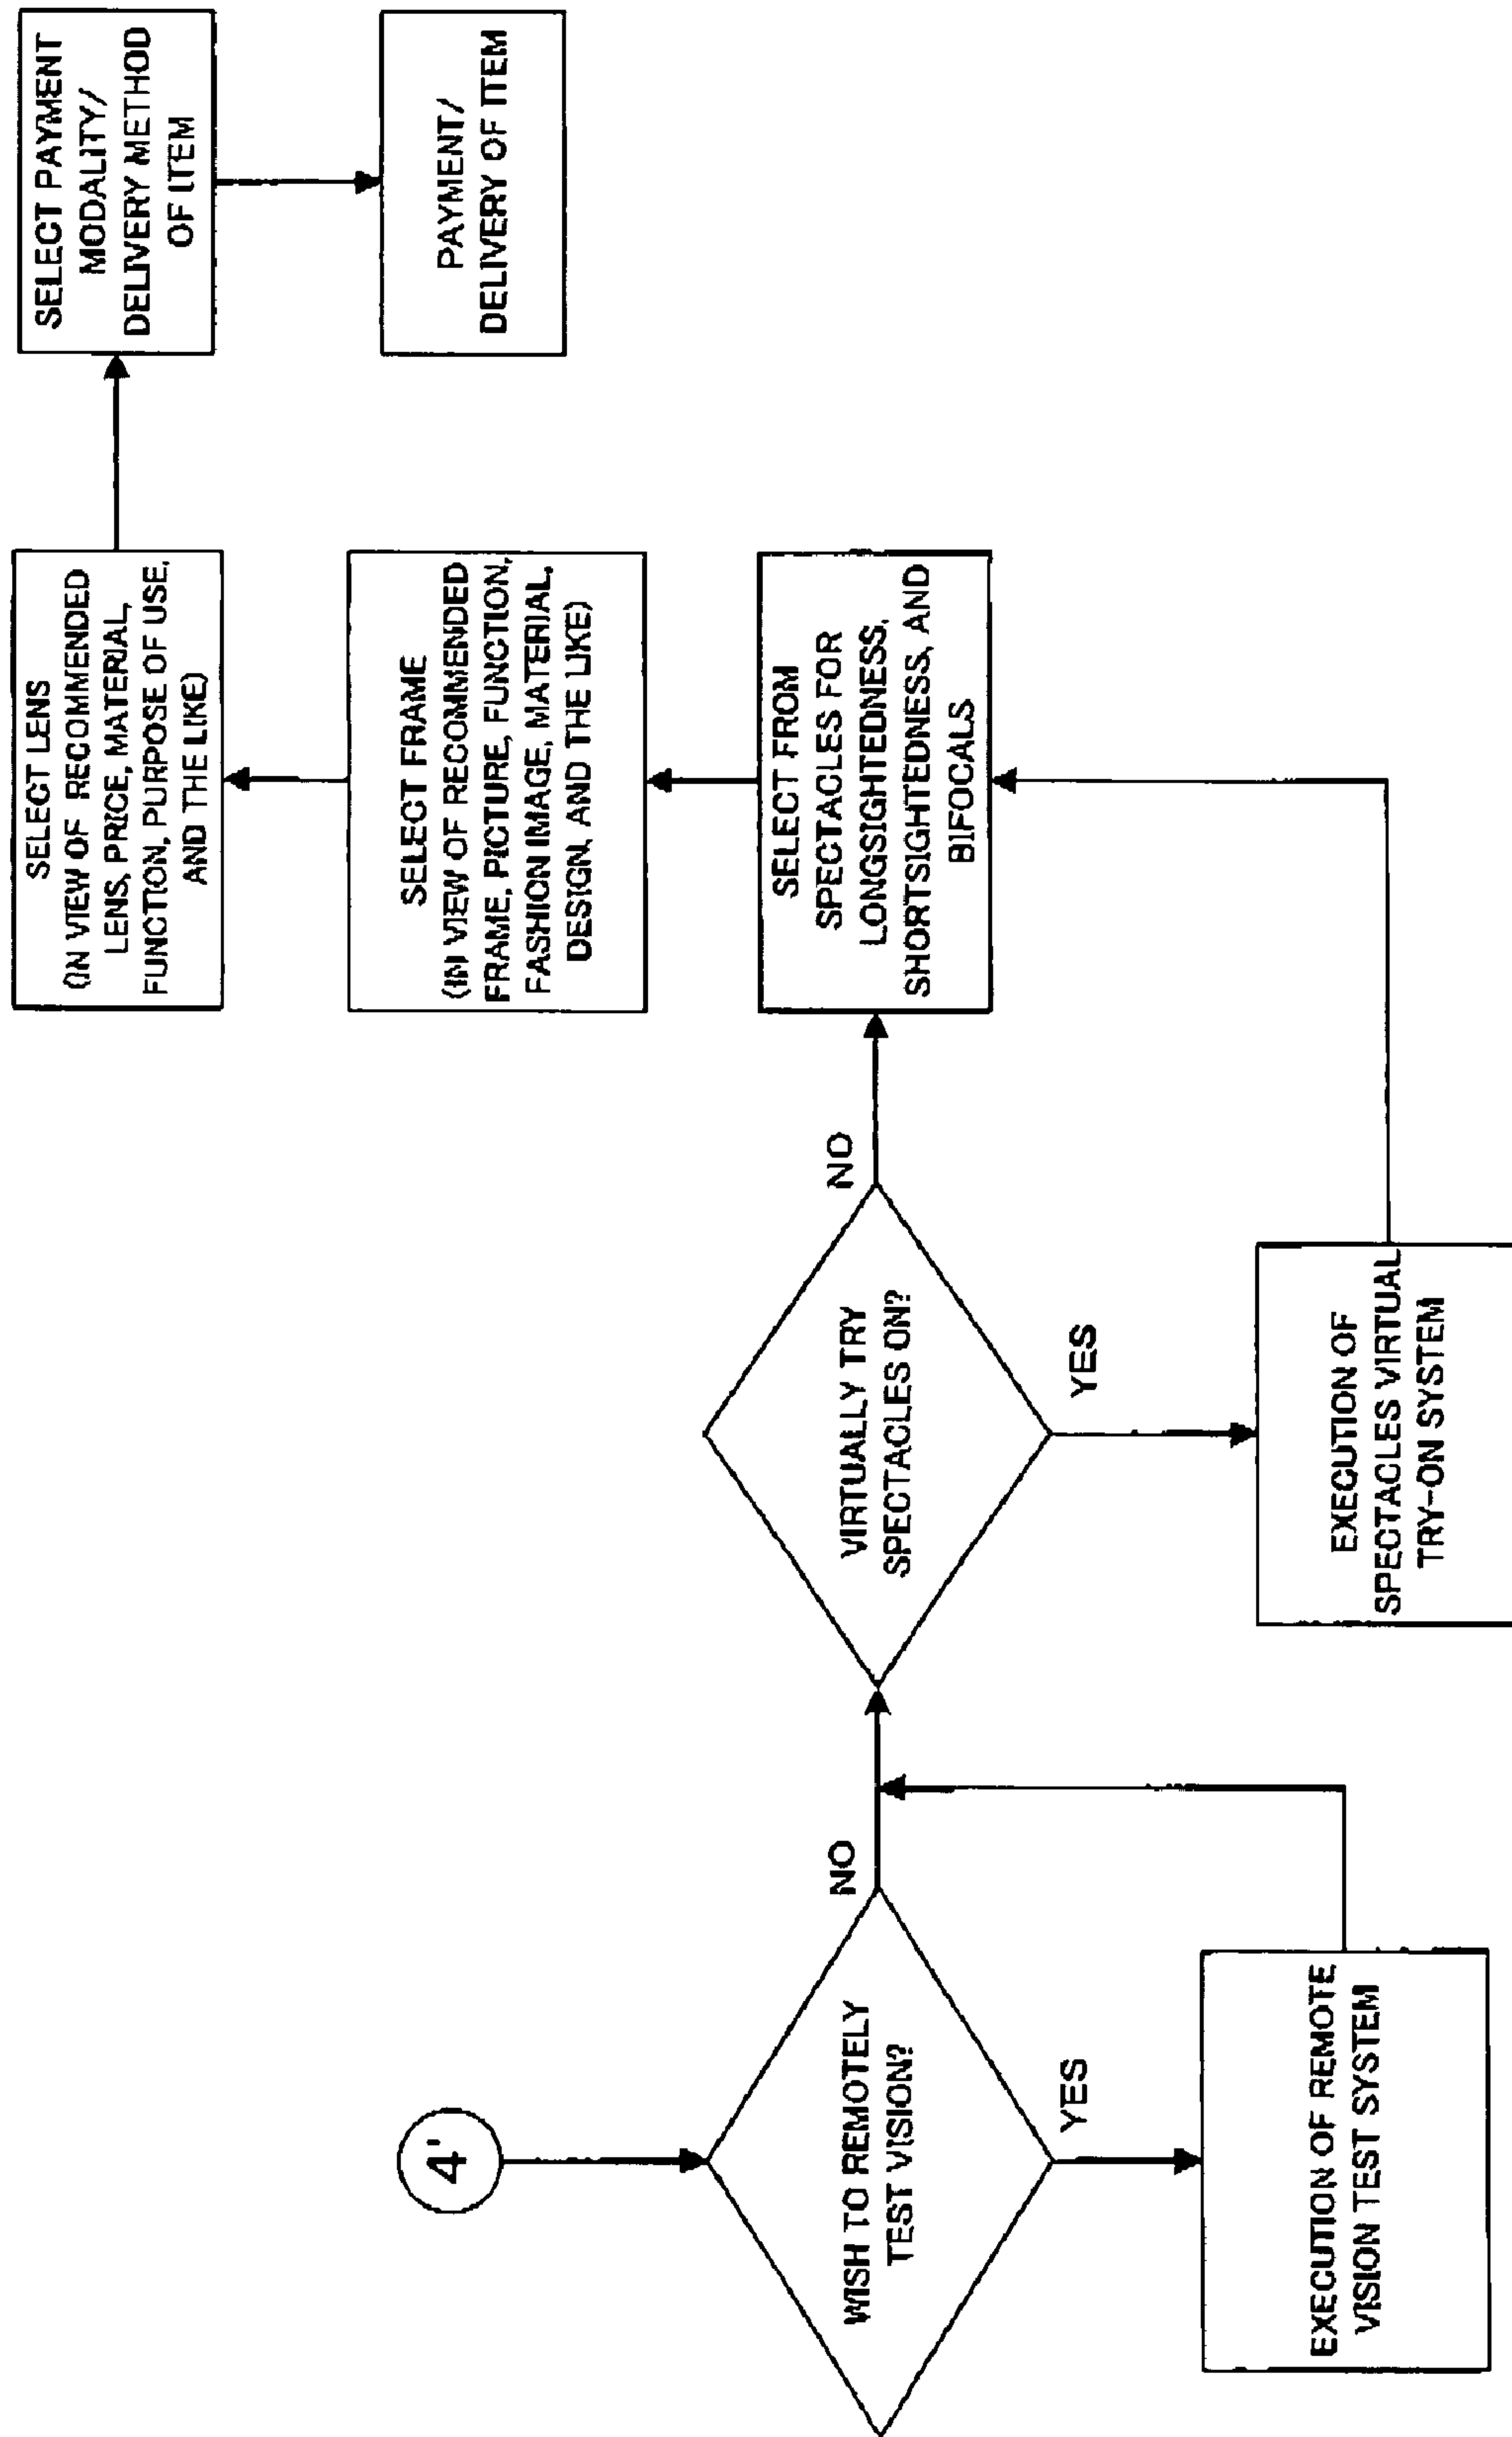 4'
WISH TO REMOTELY
TEST VISION?
YES
NO
EXECUTION OF REMOTE
VISION TEST SYSTEM
VIRTUALLY TRY
SPECTACLES ON?
YES
NO
EXECUTION OF
SPECTACLES VIRTUAL
TRY-ON SYSTEM
SELECT FROM
SPECTACLES FOR
LONGSIGHTEDNESS,
SHORTSIGHTEDNESS, AND
BIFOCALS
SELECT FRAME
(IN VIEW OF RECOMMENDED
FRAME, PICTURE, FUNCTION,
FASHION IMAGE, MATERIAL,
DESIGN, AND THE LIKE)
SELECT LENS
(IN VIEW OF RECOMMENDED
LENS, PRICE, MATERIAL,
FUNCTION, PURPOSE OF USE,
AND THE LIKE)
SELECT PAYMENT
MODALITY/
DELIVERY METHOD
OF ITEM
PAYMENT/
DELIVERY OF ITEM